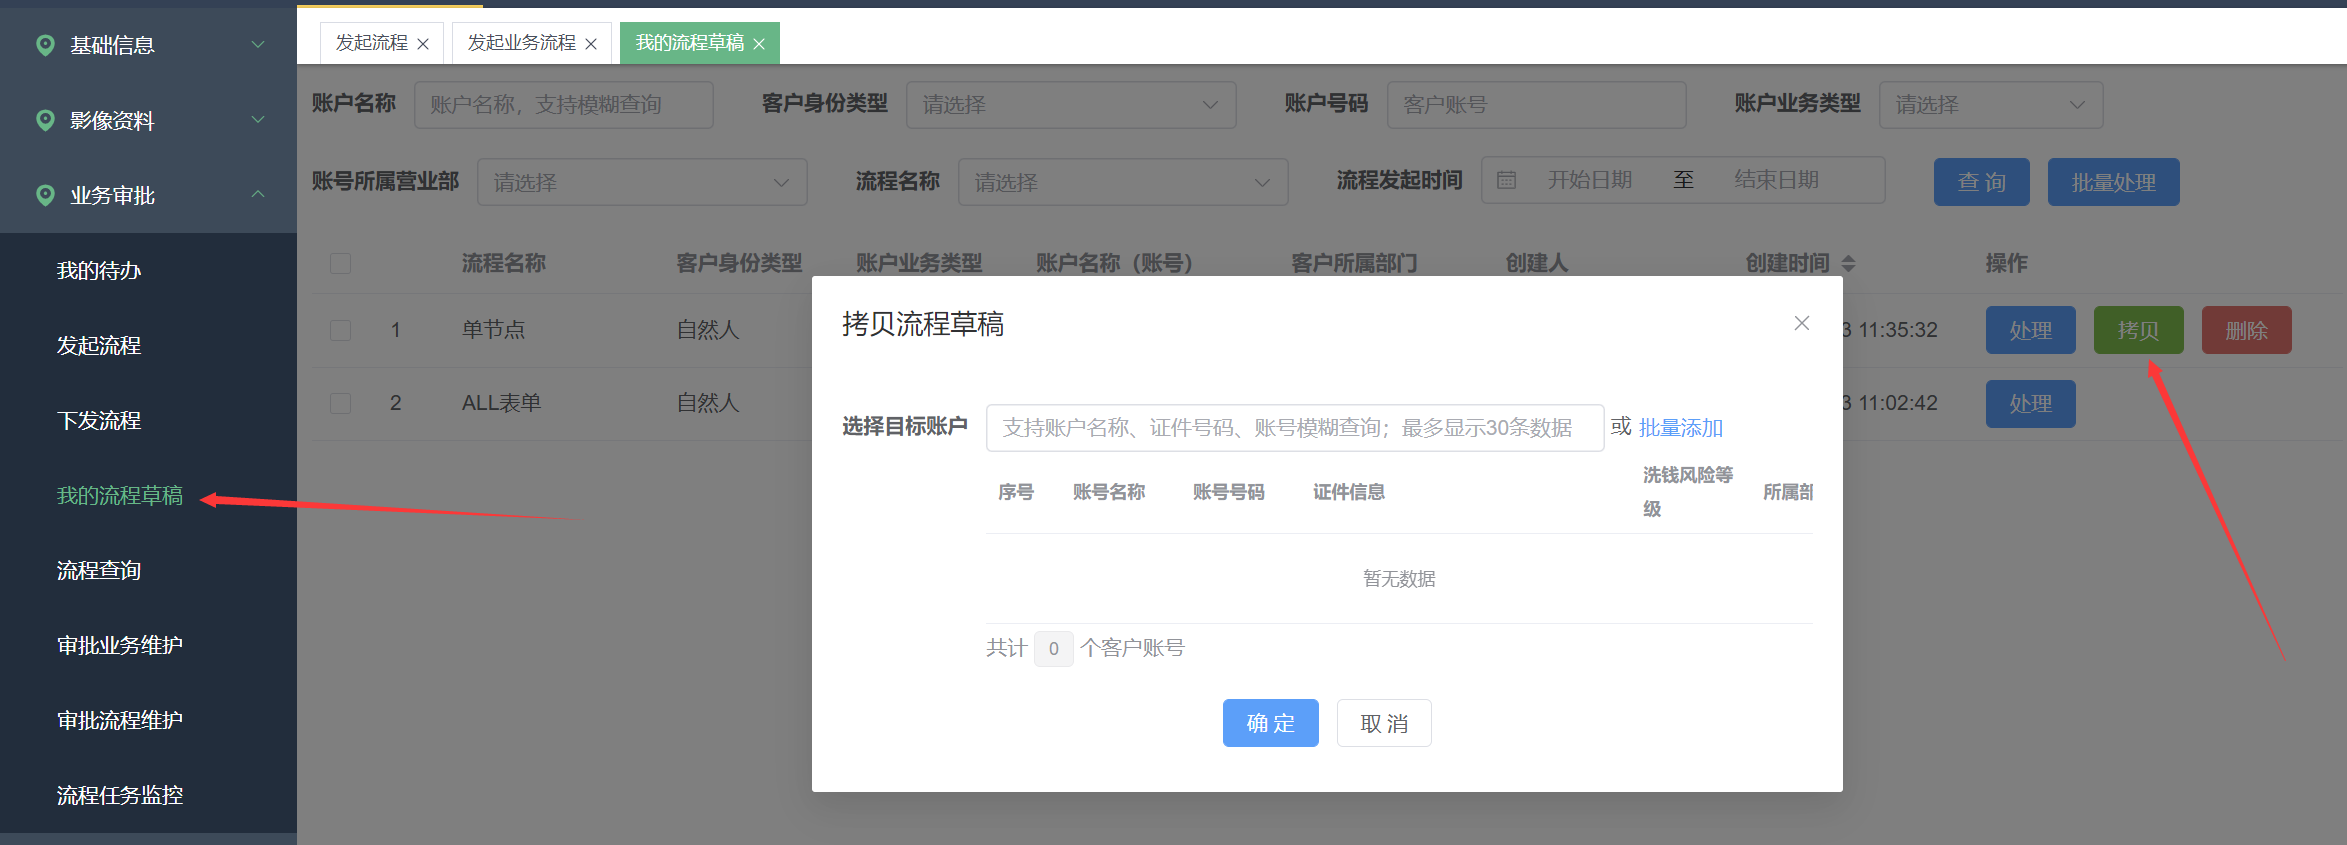 基础信息
影像资料
业务审批
我的待办
发起流程
下发流程
我的流程草稿
流程查询
审批业务维护
审批流程维护
流程任务监控
发起流程 发起业务流程 我的流程草稿
账户名称 账户名称，支持模糊查询 客户身份类型 请选择 账户号码 客户账号 账户业务类型 请选择
账号所属营业部 请选择 流程名称 请选择 流程发起时间 开始日期 至 结束日期 查 询 批量处理
流程名称 客户身份类型 账户业务类型 账户名称（账号） 客户所属部门 创建人 创建时间 操作
1 单节点 自然人 3 11:35:32 处理 拷贝 删除
2 ALL表单 自然人 3 11:02:42 处理
拷贝流程草稿
选择目标账户 支持账户名称、证件号码、账号模糊查询；最多显示30条数据 或 批量添加
序号 账号名称 账号号码 证件信息 洗钱风险等级 所属部
暂无数据
共计 0 个客户账号
确 定 取 消